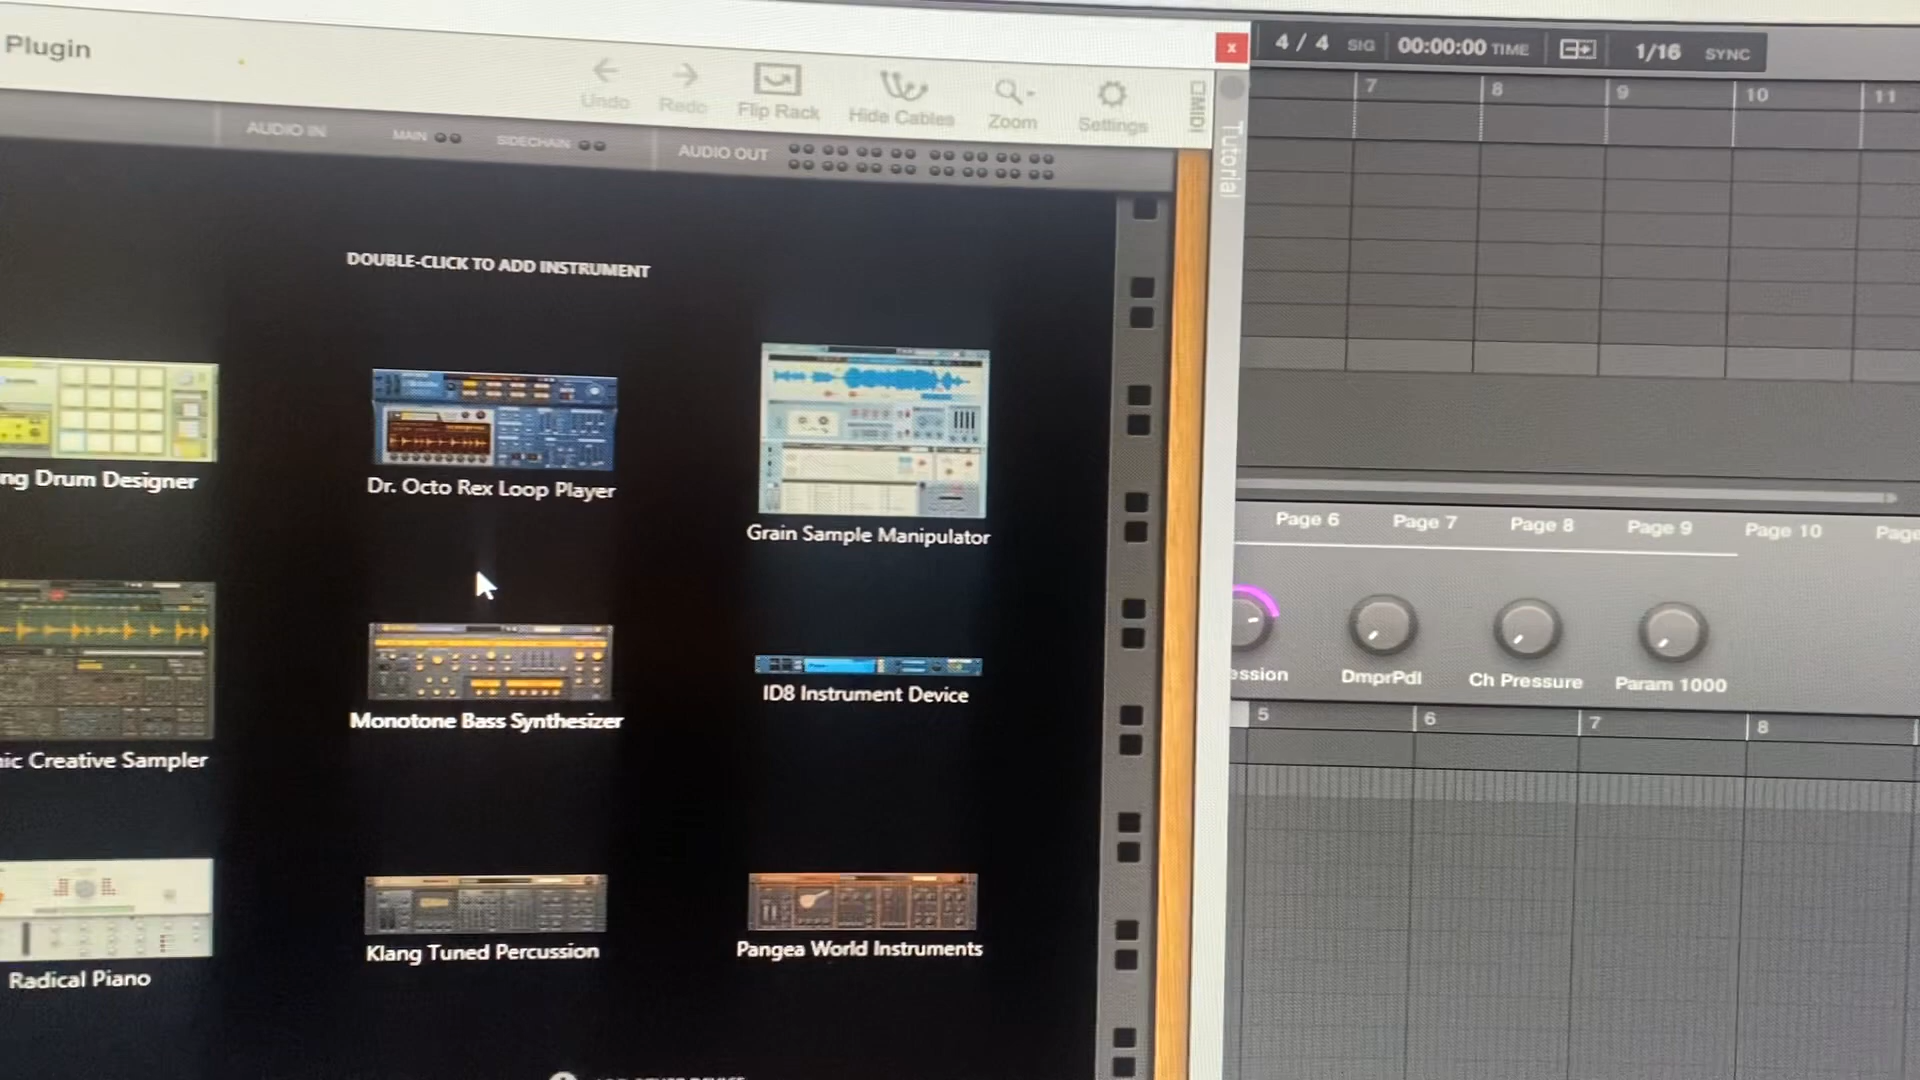 Plugin
Undo
Redo
Flip Rack
Hide Cables
Zoom
Settings
MIDI
Tutorial
4 / 4 SIG
00:00:00 TIME
1/16 SYNC
AUDIO IN
MAIN
SIDECHAIN
AUDIO OUT
7 8 9 10 11
DOUBLE-CLICK TO ADD INSTRUMENT
ng Drum Designer
Dr. Octo Rex Loop Player
Grain Sample Manipulator
Page 6 Page 7 Page 8 Page 9 Page 10 Page
ic Creative Sampler
Monotone Bass Synthesizer
ID8 Instrument Device
ession
DmprPdl
Ch Pressure
Param 1000
5 6 7 8
Radical Piano
Klang Tuned Percussion
Pangea World Instruments